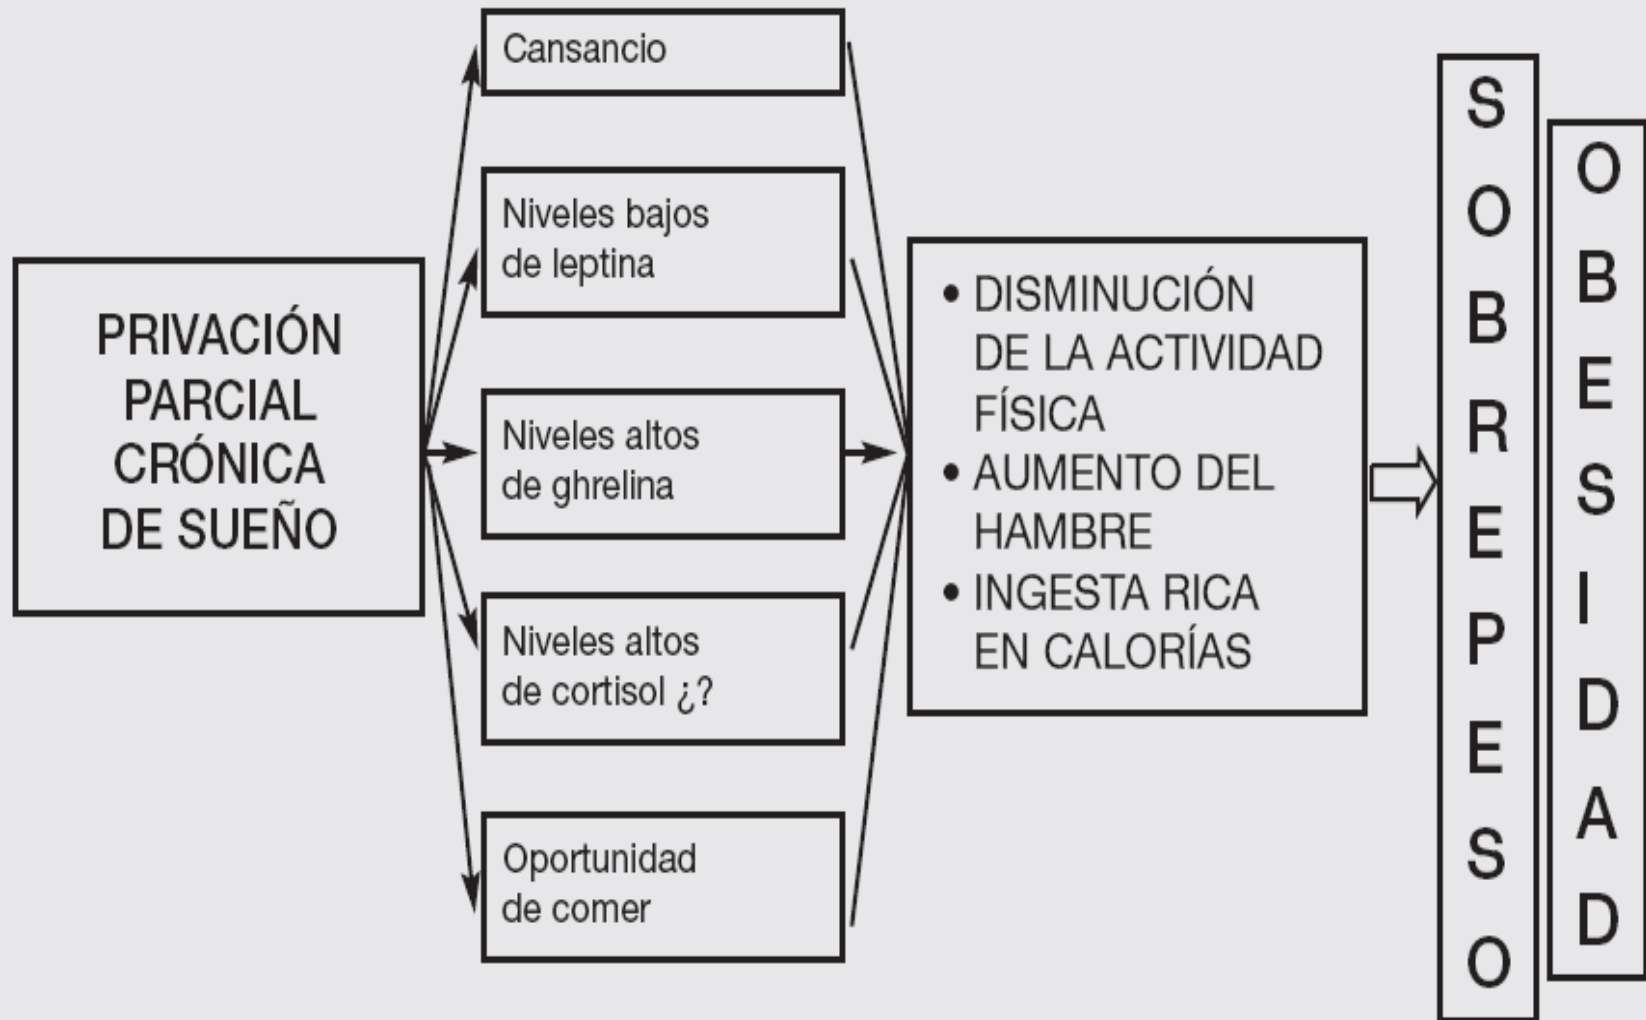 PRIVACIÓN
PARCIAL
CRÓNICA
DE SUEÑO
Cansancio
Niveles bajos
de leptina
Niveles altos
de ghrelina
Niveles altos
de cortisol ¿?
Oportunidad
de comer
• DISMINUCIÓN
DE LA ACTIVIDAD
FÍSICA
• AUMENTO DEL
HAMBRE
• INGESTA RICA
EN CALORÍAS
SOBREPESO
OBESIDAD